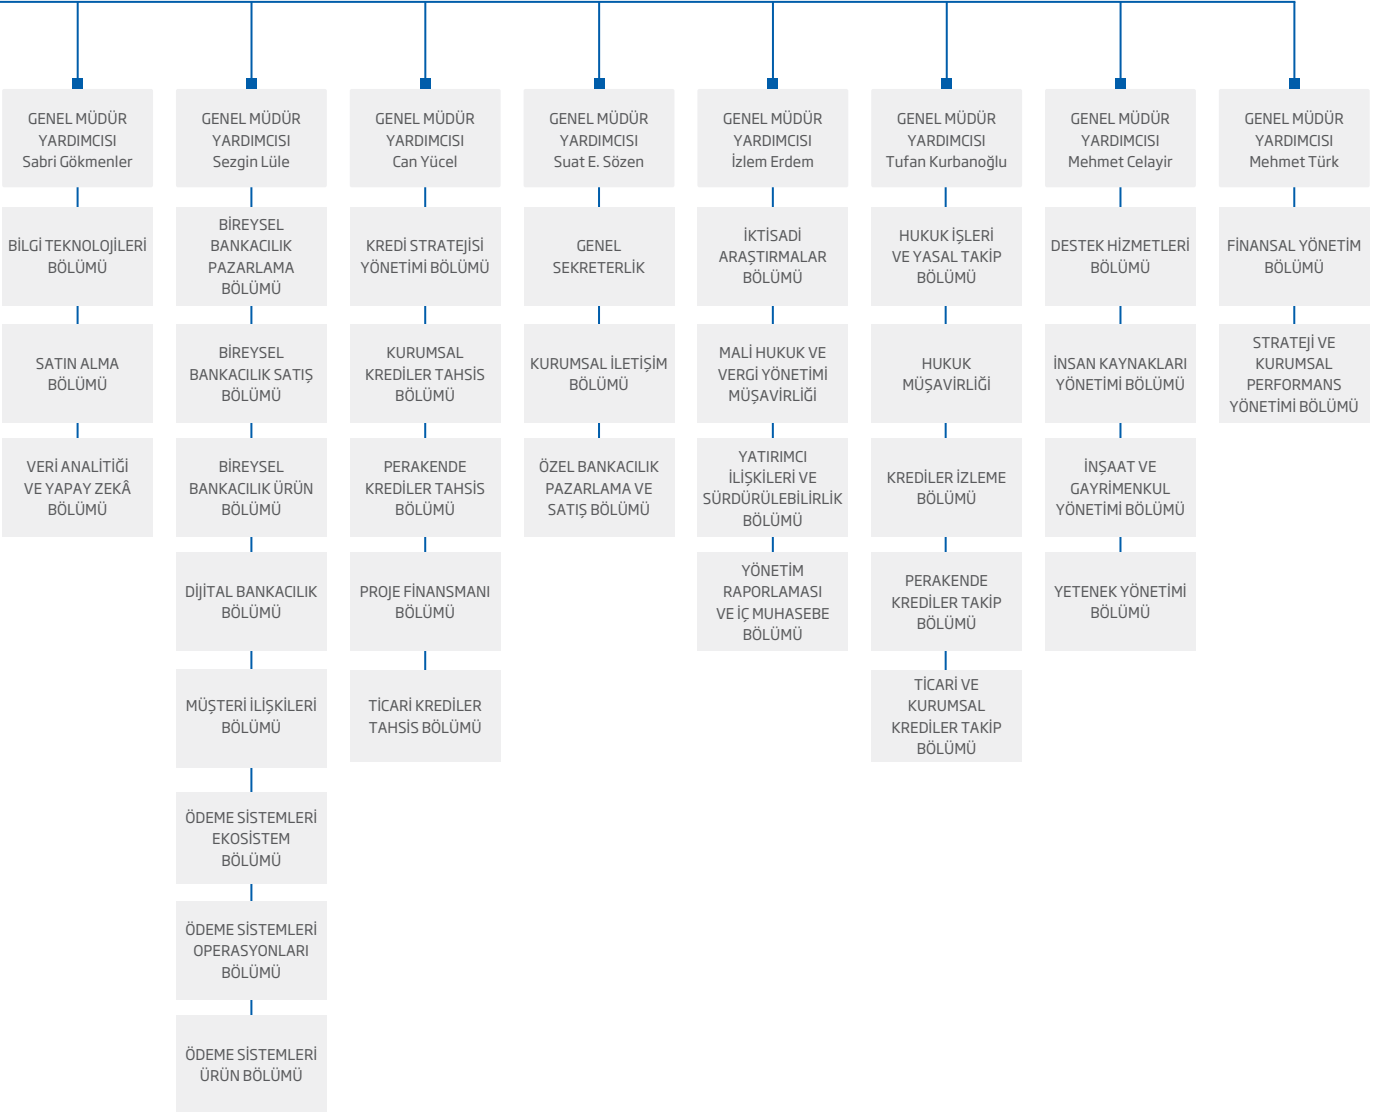 GENEL MÜDÜR
YARDIMCISI
Sabri Gökmenler
BİLGİ TEKNOLOJİLERİ
BÖLÜMÜ
SATIN ALMA
BÖLÜMÜ
VERİ ANALİTİĞİ
VE YAPAY ZEKÂ
BÖLÜMÜ
GENEL MÜDÜR
YARDIMCISI
Sezgin Lüle
BİREYSEL
BANKACILIK
PAZARLAMA
BÖLÜMÜ
BİREYSEL
BANKACILIK SATIŞ
BÖLÜMÜ
BİREYSEL
BANKACILIK ÜRÜN
BÖLÜMÜ
DİJİTAL BANKACILIK
BÖLÜMÜ
MÜŞTERİ İLİŞKİLERİ
BÖLÜMÜ
ÖDEME SİSTEMLERİ
EKOSİSTEM
BÖLÜMÜ
ÖDEME SİSTEMLERİ
OPERASYONLARI
BÖLÜMÜ
ÖDEME SİSTEMLERİ
ÜRÜN BÖLÜMÜ
GENEL MÜDÜR
YARDIMCISI
Can Yücel
KREDİ STRATEJİSİ
YÖNETİMİ BÖLÜMÜ
KURUMSAL
KREDİLER TAHSİS
BÖLÜMÜ
PERAKENDE
KREDİLER TAHSİS
BÖLÜMÜ
PROJE FİNANSMANI
BÖLÜMÜ
TİCARİ KREDİLER
TAHSİS BÖLÜMÜ
GENEL MÜDÜR
YARDIMCISI
Suat E. Sözen
GENEL
SEKRETERLİK
KURUMSAL İLETİŞİM
BÖLÜMÜ
ÖZEL BANKACILIK
PAZARLAMA VE
SATIŞ BÖLÜMÜ
GENEL MÜDÜR
YARDIMCISI
İzlem Erdem
İKTİSADİ
ARAŞTIRMALAR
BÖLÜMÜ
MALİ HUKUK VE
VERGİ YÖNETİMİ
MÜŞAVİRLİĞİ
YATIRIMCI
İLİŞKİLERİ VE
SÜRDÜRÜLEBİLİRLİK
BÖLÜMÜ
YÖNETİM
RAPORLAMASI
VE İÇ MUHASEBE
BÖLÜMÜ
GENEL MÜDÜR
YARDIMCISI
Tufan Kurbanoğlu
HUKUK İŞLERİ
VE YASAL TAKİP
BÖLÜMÜ
HUKUK
MÜŞAVİRLİĞİ
KREDİLER İZLEME
BÖLÜMÜ
PERAKENDE
KREDİLER TAKİP
BÖLÜMÜ
TİCARİ VE
KURUMSAL
KREDİLER TAKİP
BÖLÜMÜ
GENEL MÜDÜR
YARDIMCISI
Mehmet Celayir
DESTEK HİZMETLERİ
BÖLÜMÜ
İNSAN KAYNAKLARI
YÖNETİMİ BÖLÜMÜ
İNŞAAT VE
GAYRİMENKUL
YÖNETİMİ BÖLÜMÜ
YETENEK YÖNETİMİ
BÖLÜMÜ
GENEL MÜDÜR
YARDIMCISI
Mehmet Türk
FİNANSAL YÖNETİM
BÖLÜMÜ
STRATEJİ VE
KURUMSAL
PERFORMANS
YÖNETİMİ BÖLÜMÜ